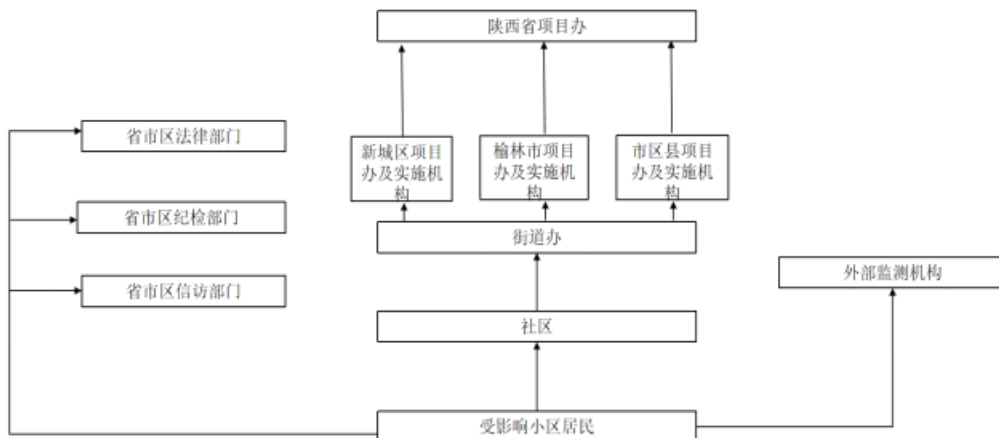 陕西省项目办
省市区法律部门
新城区项目
办及实施机
构
榆林市项目
办及实施机
构
市区县项目
办及实施机
构
省市区纪检部门
街道办
外部监测机构
省市区信访部门
社区
受影响小区居民